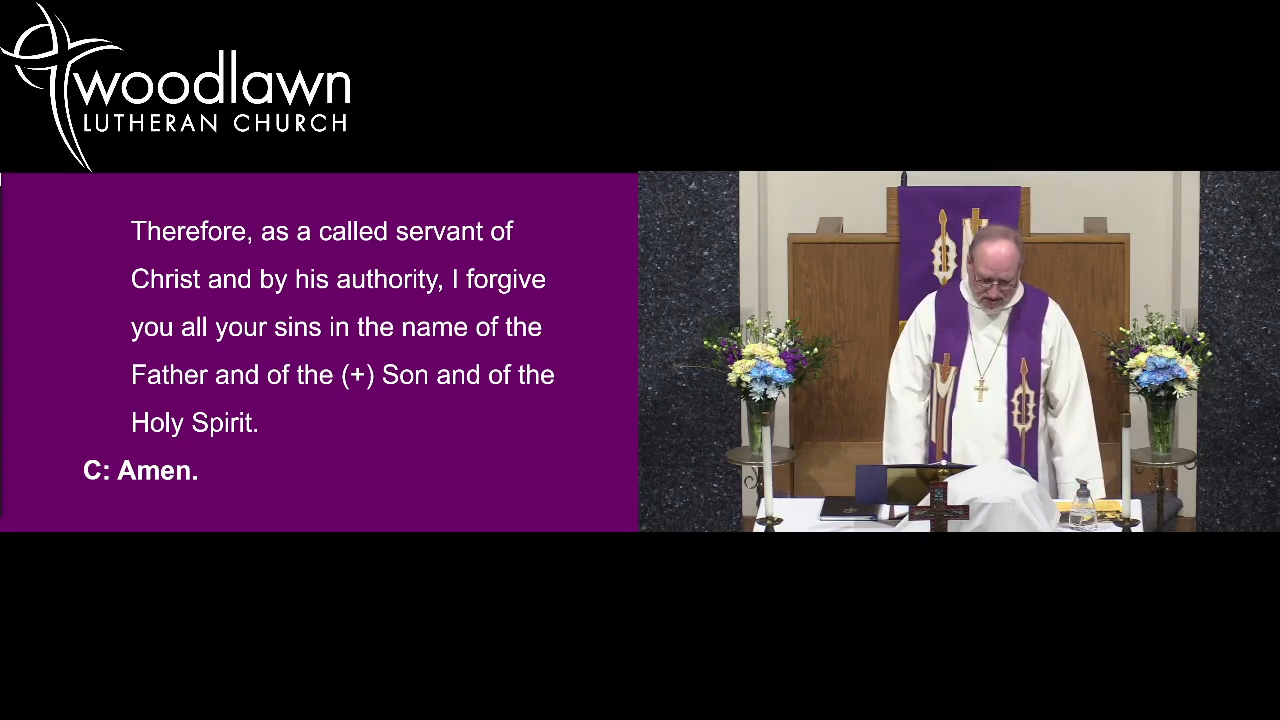 woodlawn
LUTHERAN CHURCH
Therefore, as a called servant of
Christ and by his authority, I forgive
you all your sins in the name of the
Father and of the (+) Son and of the
Holy Spirit.
C: Amen.